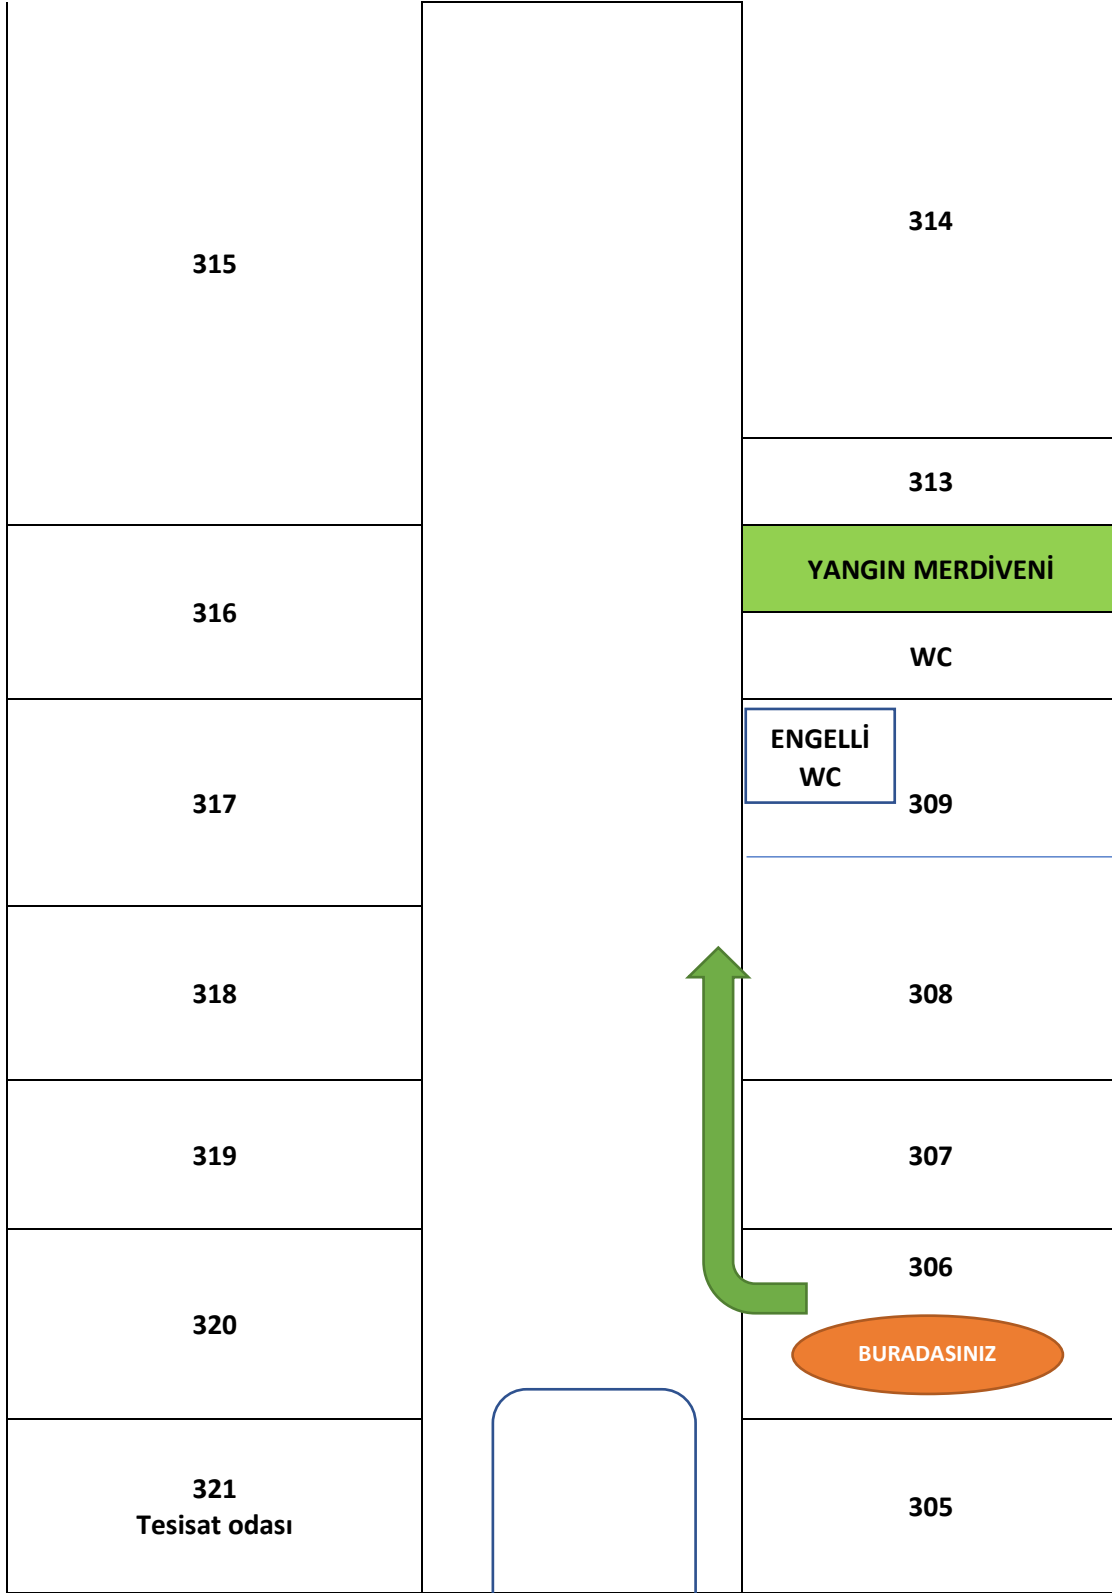 314
315
313
YANGIN MERDİVENİ
316
WC
ENGELLİ
WC
317
309
318
308
319
307
306
320
BURADASINIZ
321
Tesisat odası
305